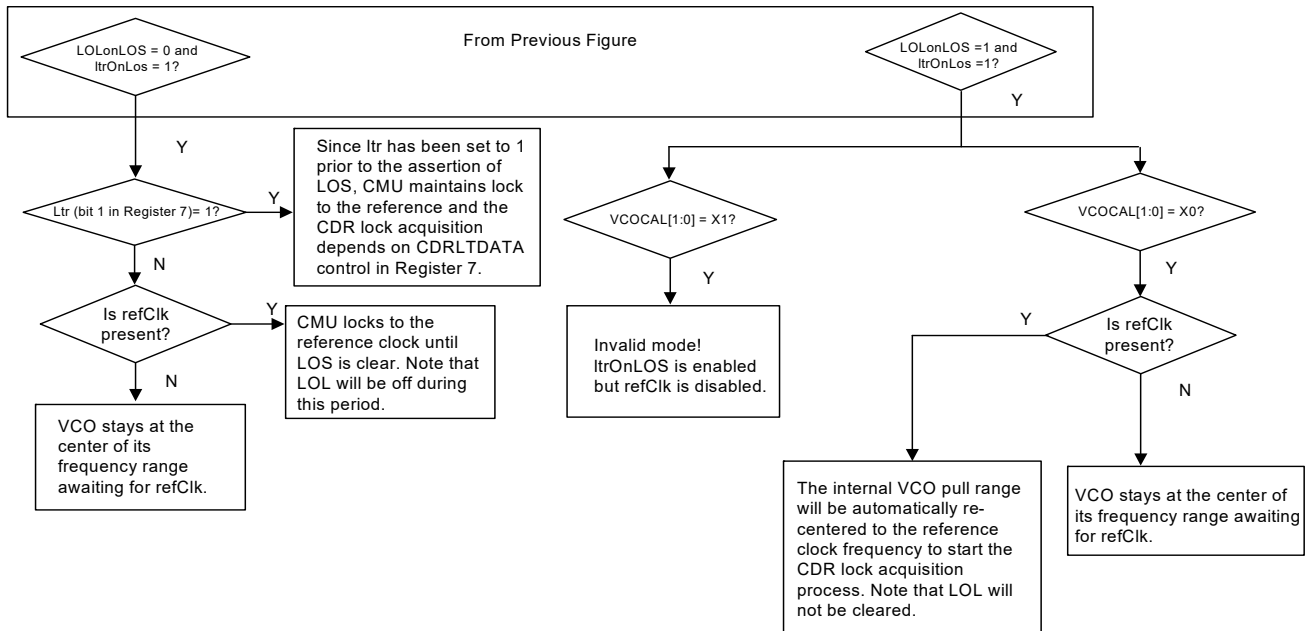 From Previous Figure
LOLonLOS = 0 and
ltrOnLos = 1?
LOLonLOS =1 and
ltrOnLos =1?
Y
Y
Ltr (bit 1 in Register 7)= 1?
Y
Since ltr has been set to 1
prior to the assertion of
LOS, CMU maintains lock
to the reference and the
CDR lock acquisition
depends on CDRLTDATA
control in Register 7.
N
Is refClk
present?
Y
CMU locks to the
reference clock until
LOS is clear. Note that
LOL will be off during
this period.
N
VCO stays at the
center of its
frequency range
awaiting for refClk.
VCOCAL[1:0] = X1?
Y
Invalid mode!
ltrOnLOS is enabled
but refClk is disabled.
VCOCAL[1:0] = X0?
Y
Is refClk
present?
Y
N
The internal VCO pull range
will be automatically re-
centered to the reference
clock frequency to start the
CDR lock acquisition
process. Note that LOL will
not be cleared.
VCO stays at the center of
its frequency range awaiting
for refClk.